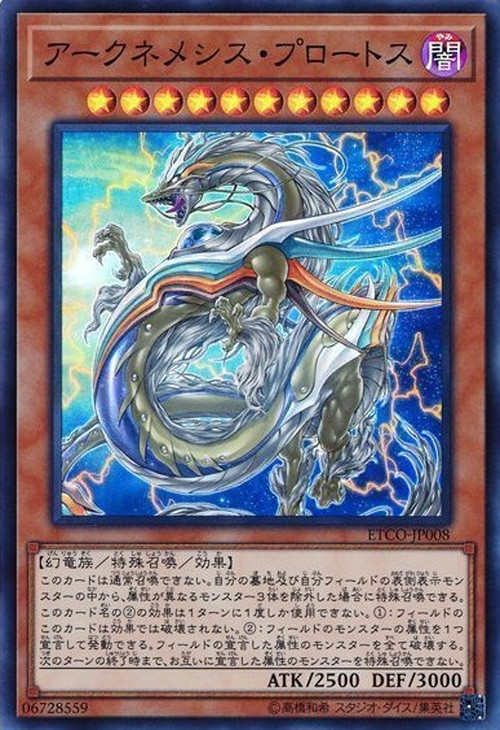 アークネメシス・プロートス
闇
ETCO-JP008
【幻竜族／特殊召喚／効果】
このカードは通常召喚できない。自分の墓地及び自分フィールドの表側表示モン
スターの中から、属性が異なるモンスター３体を除外した場合に特殊召喚できる。
このカード名の②の効果は１ターンに１度しか使用できない。①：フィールドの
このカードは効果では破壊されない。②：フィールドのモンスターの属性を１つ
宣言して発動できる。フィールドの宣言した属性のモンスターを全て破壊する。
次のターンの終了時まで、お互いに宣言した属性のモンスターを特殊召喚できない。
ATK/2500 DEF/3000
06728559
©高橋和希 スタジオ・ダイス/集英社